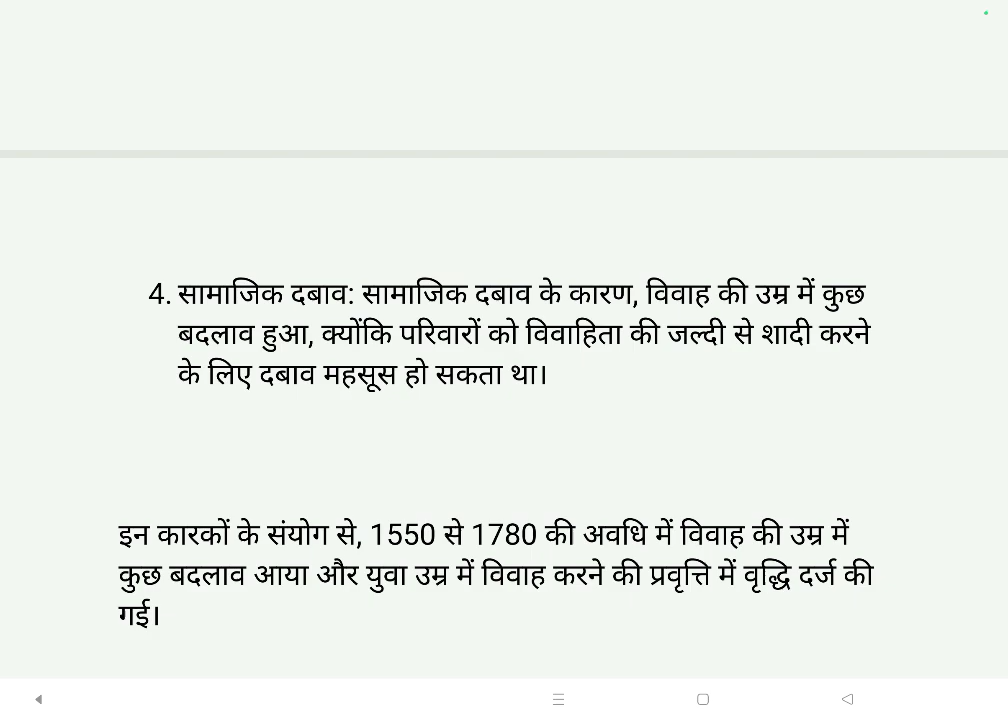 4. सामाजिक दबाव: सामाजिक दबाव के कारण, विवाह की उम्र में कुछ
बदलाव हुआ, क्योंकि परिवारों को विवाहिता की जल्दी से शादी करने
के लिए दबाव महसूस हो सकता था।
इन कारकों के संयोग से, 1550 से 1780 की अवधि में विवाह की उम्र में
कुछ बदलाव आया और युवा उम्र में विवाह करने की प्रवृत्ति में वृद्धि दर्ज की
गई।